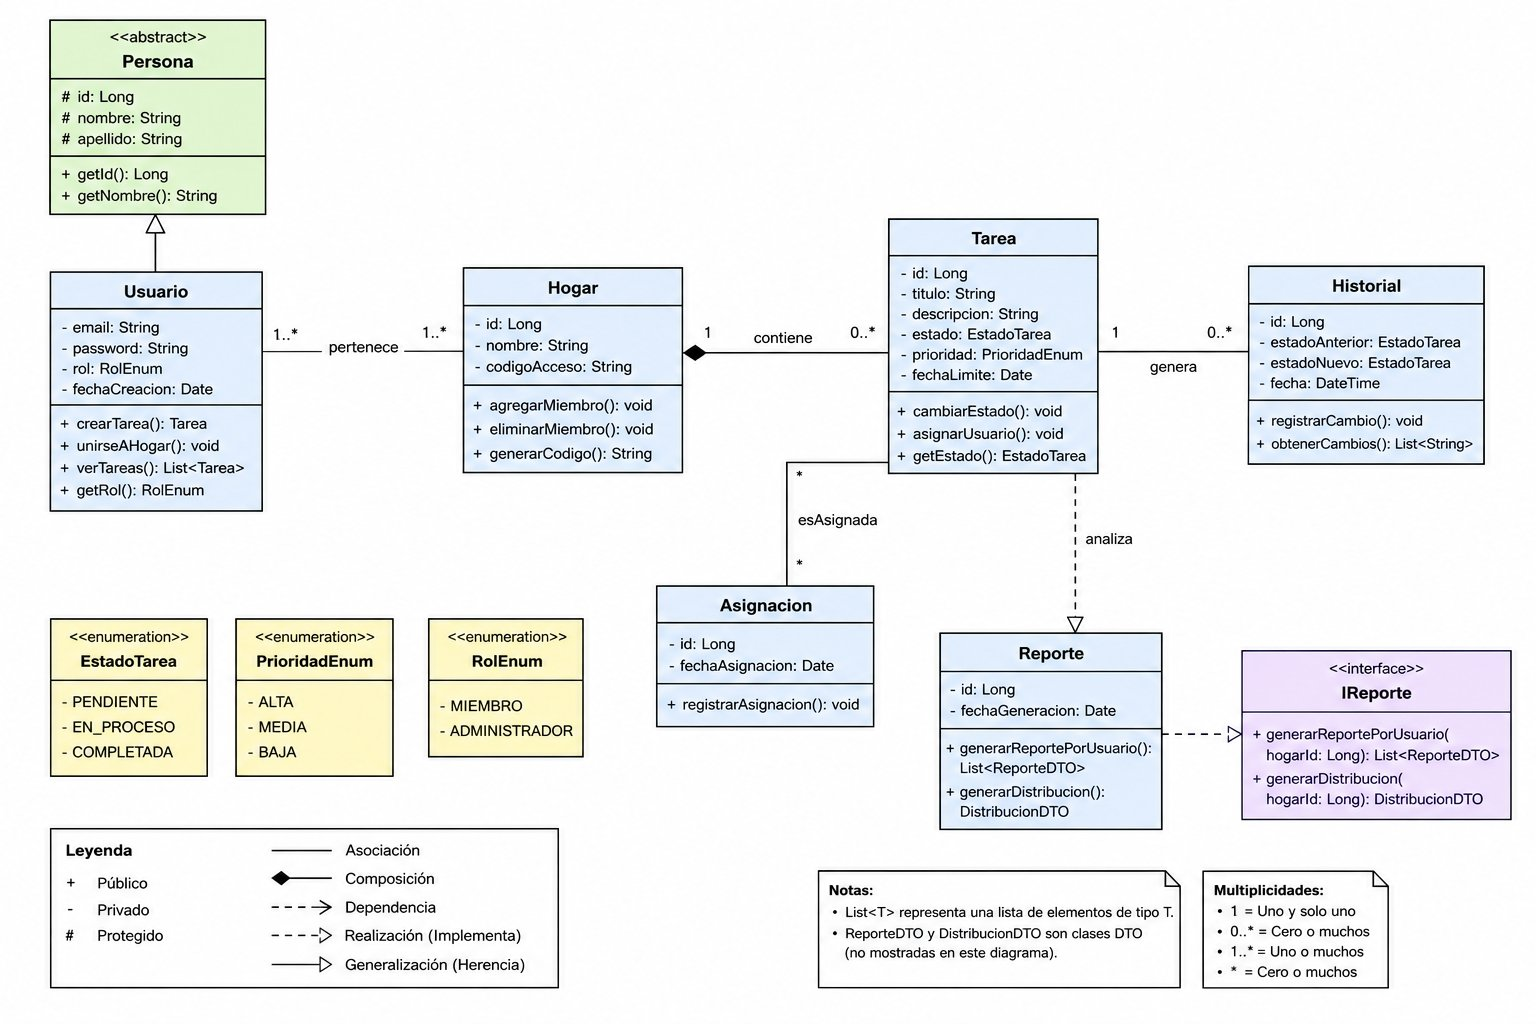 <<abstract>>
Persona
# id: Long
# nombre: String
# apellido: String
+ getId(): Long
+ getNombre(): String
Usuario
- email: String
- password: String
- rol: RolEnum
- fechaCreacion: Date
+ crearTarea(): Tarea
+ unirseAHogar(): void
+ verTareas(): List<Tarea>
+ getRol(): RolEnum
1..*
pertenece
1..*
Hogar
- id: Long
- nombre: String
- codigoAcceso: String
+ agregarMiembro(): void
+ eliminarMiembro(): void
+ generarCodigo(): String
1
contiene
0..*
Tarea
- id: Long
- titulo: String
- descripcion: String
- estado: EstadoTarea
- prioridad: PrioridadEnum
- fechaLimite: Date
+ cambiarEstado(): void
+ asignarUsuario(): void
+ getEstado(): EstadoTarea
1
genera
0..*
Historial
- id: Long
- estadoAnterior: EstadoTarea
- estadoNuevo: EstadoTarea
- fecha: DateTime
+ registrarCambio(): void
+ obtenerCambios(): List<String>
*
esAsignada
*
analiza
Asignacion
- id: Long
- fechaAsignacion: Date
+ registrarAsignacion(): void
Reporte
- id: Long
- fechaGeneracion: Date
+ generarReportePorUsuario():
List<ReporteDTO>
+ generarDistribucion():
DistribucionDTO
<<interface>>
IReporte
+ generarReportePorUsuario(
hogarId: Long): List<ReporteDTO>
+ generarDistribucion(
hogarId: Long): DistribucionDTO
<<enumeration>>
EstadoTarea
- PENDIENTE
- EN_PROCESO
- COMPLETADA
<<enumeration>>
PrioridadEnum
- ALTA
- MEDIA
- BAJA
<<enumeration>>
RolEnum
- MIEMBRO
- ADMINISTRADOR
Leyenda
+ Público
- Privado
# Protegido
Asociación
Composición
Dependencia
Realización (Implementa)
Generalización (Herencia)
Notas:
• List<T> representa una lista de elementos de tipo T.
• ReporteDTO y DistribucionDTO son clases DTO
(no mostradas en este diagrama).
Multiplicidades:
• 1 = Uno y solo uno
• 0..* = Cero o muchos
• 1..* = Uno o muchos
• * = Cero o muchos